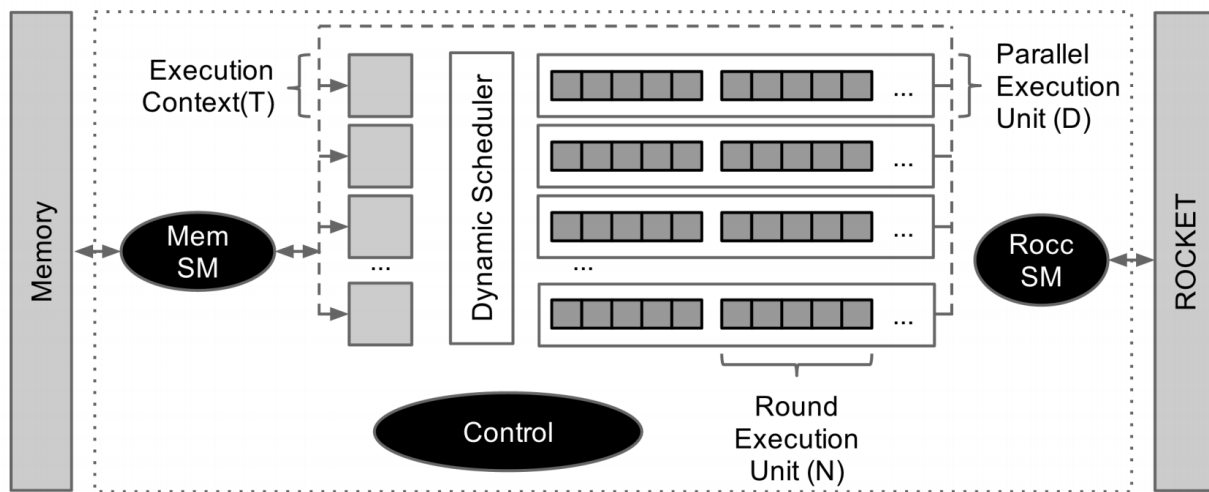 Memory
Mem
SM
Execution
Context(T)
...
Dynamic Scheduler
...
...
...
...
...
Parallel
Execution
Unit (D)
Round
Execution
Unit (N)
Control
Rocc
SM
ROCKET